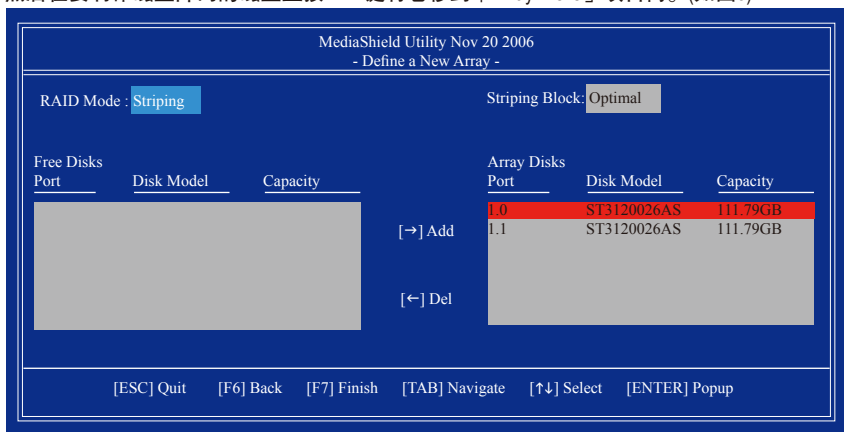 MediaShield Utility Nov 20 2006
- Define a New Array -
RAID Mode : Striping
Striping Block: Optimal
Free Disks
Port Disk Model Capacity
Array Disks
Port Disk Model Capacity
1.0 ST3120026AS 111.79GB
1.1 ST3120026AS 111.79GB
[→] Add
[←] Del
[ESC] Quit [F6] Back [F7] Finish [TAB] Navigate [↑↓] Select [ENTER] Popup